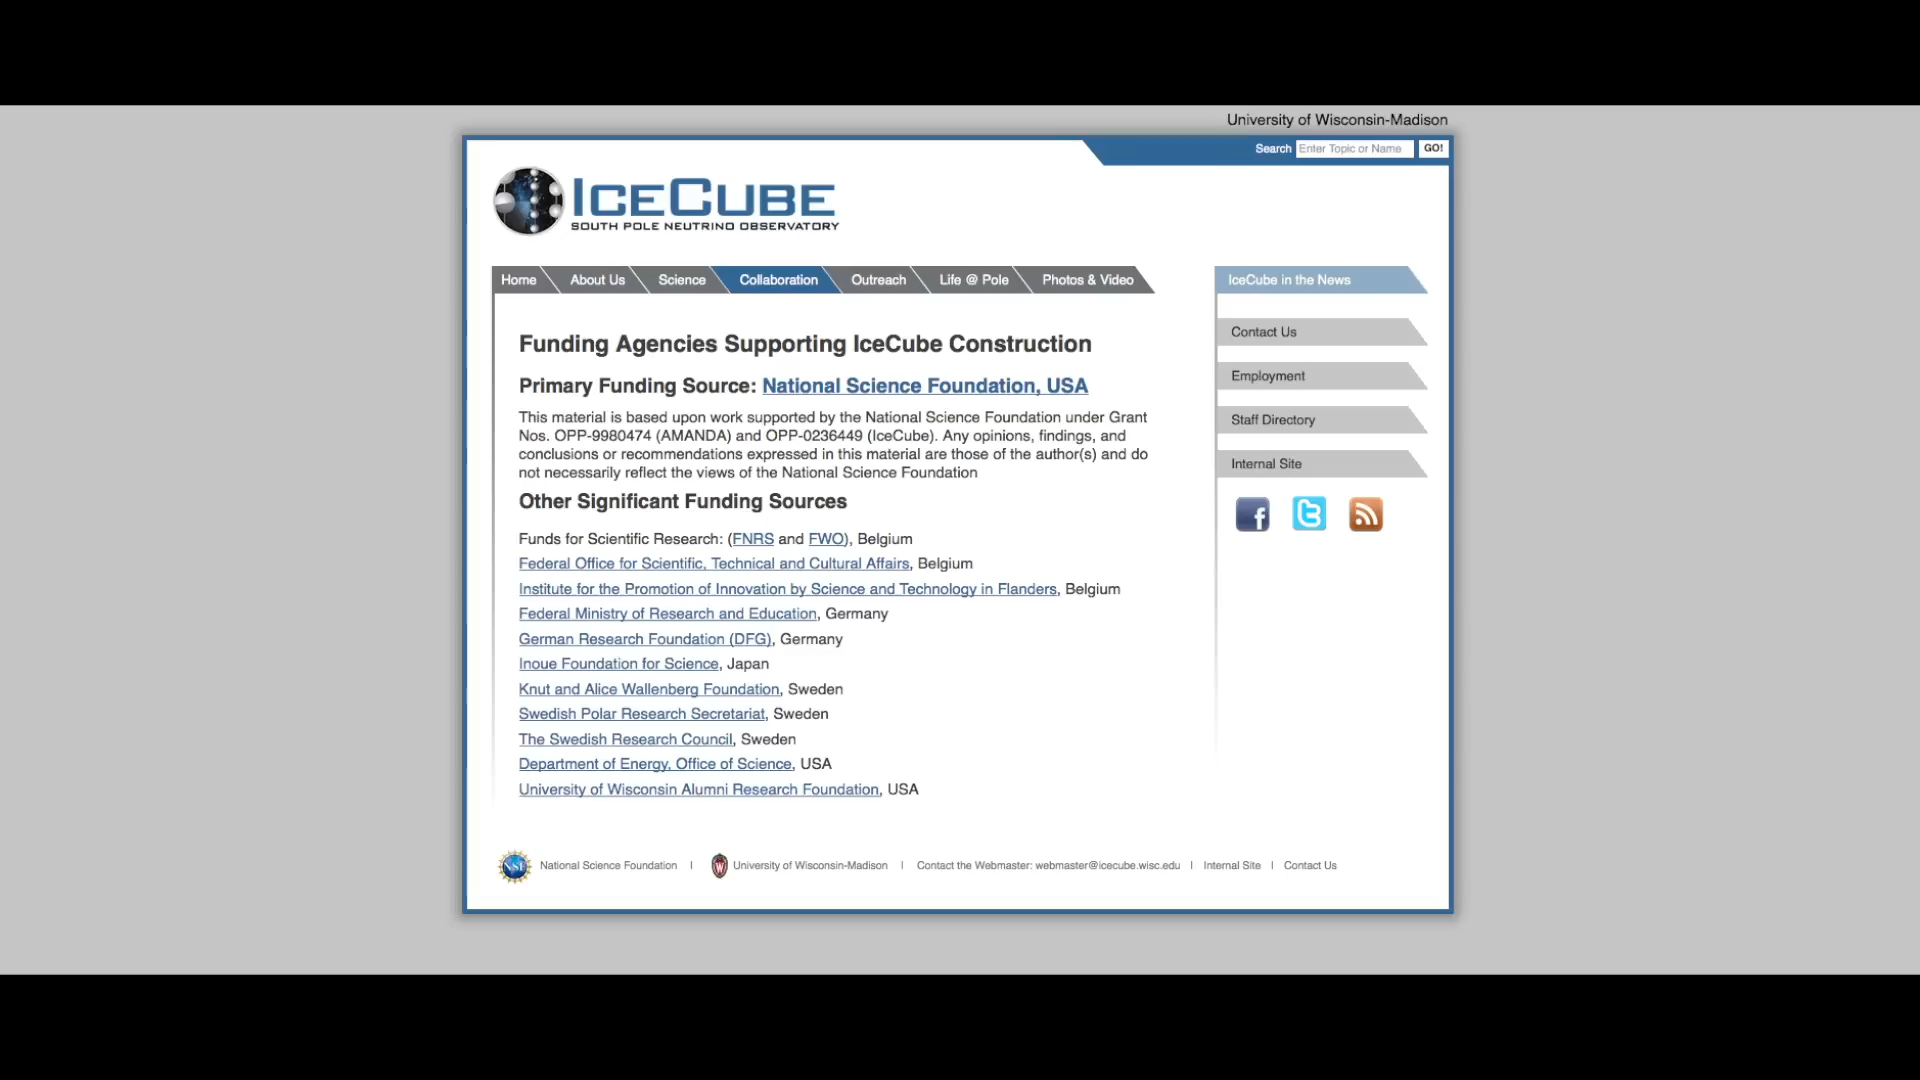 University of Wisconsin-Madison
Search Enter Topic or Name GO!
ICECUBE
SOUTH POLE NEUTRINO OBSERVATORY
Home About Us Science Collaboration Outreach Life @ Pole Photos & Video
IceCube in the News
Contact Us
Employment
Staff Directory
Internal Site
Funding Agencies Supporting IceCube Construction
Primary Funding Source: National Science Foundation, USA
This material is based upon work supported by the National Science Foundation under Grant
Nos. OPP-9980474 (AMANDA) and OPP-0236449 (IceCube). Any opinions, findings, and
conclusions or recommendations expressed in this material are those of the author(s) and do
not necessarily reflect the views of the National Science Foundation
Other Significant Funding Sources
Funds for Scientific Research: (FNRS and FWO), Belgium
Federal Office for Scientific, Technical and Cultural Affairs, Belgium
Institute for the Promotion of Innovation by Science and Technology in Flanders, Belgium
Federal Ministry of Research and Education, Germany
German Research Foundation (DFG), Germany
Inoue Foundation for Science, Japan
Knut and Alice Wallenberg Foundation, Sweden
Swedish Polar Research Secretariat, Sweden
The Swedish Research Council, Sweden
Department of Energy, Office of Science, USA
University of Wisconsin Alumni Research Foundation, USA
NSF National Science Foundation | W University of Wisconsin-Madison | Contact the Webmaster: webmaster@icecube.wisc.edu | Internal Site | Contact Us